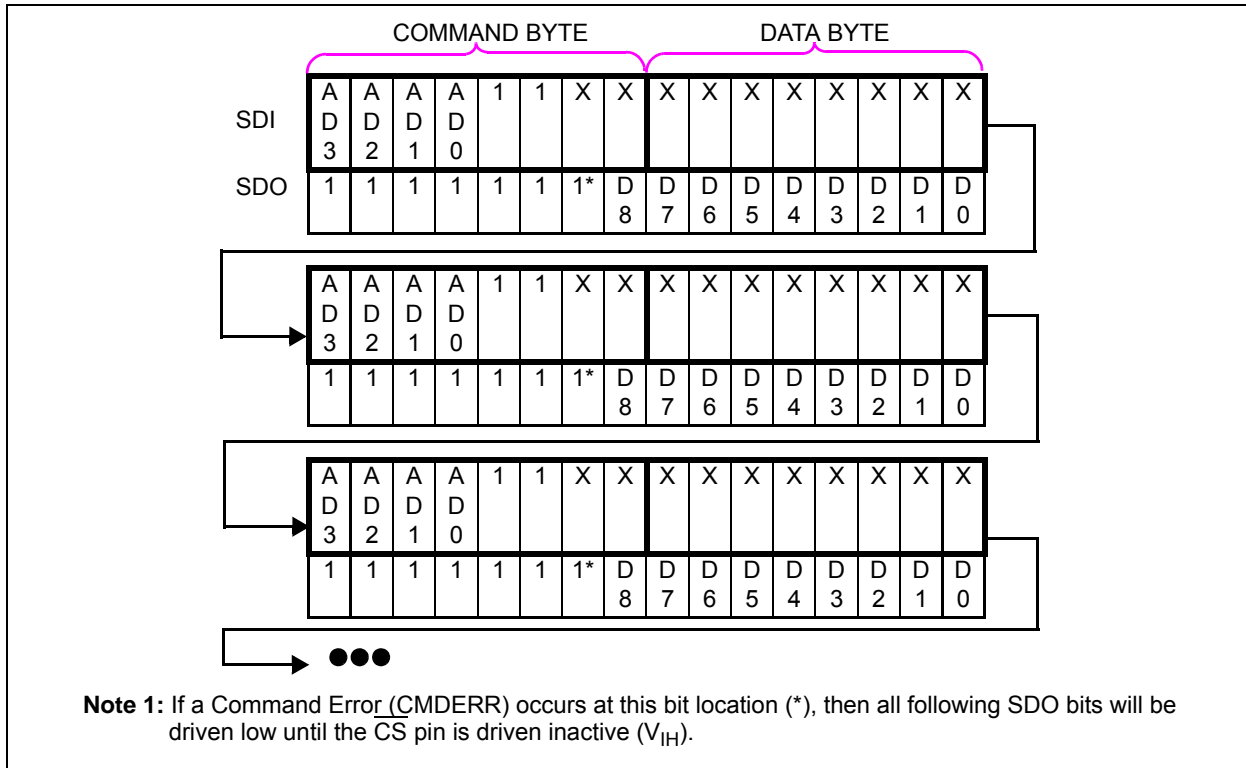 COMMAND BYTE DATA BYTE
SDI A A A A 1 1 X X X X X X X X X X
D D D D
3 2 1 0
SDO 1 1 1 1 1 1 1* D D D D D D D D D
8 7 6 5 4 3 2 1 0
A A A A 1 1 X X X X X X X X X X
D D D D
3 2 1 0
1 1 1 1 1 1 1* D D D D D D D D D
8 7 6 5 4 3 2 1 0
A A A A 1 1 X X X X X X X X X X
D D D D
3 2 1 0
1 1 1 1 1 1 1* D D D D D D D D D
8 7 6 5 4 3 2 1 0
Note 1: If a Command Error (CMDERR) occurs at this bit location (*), then all following SDO bits will be
driven low until the CS pin is driven inactive (VIH).